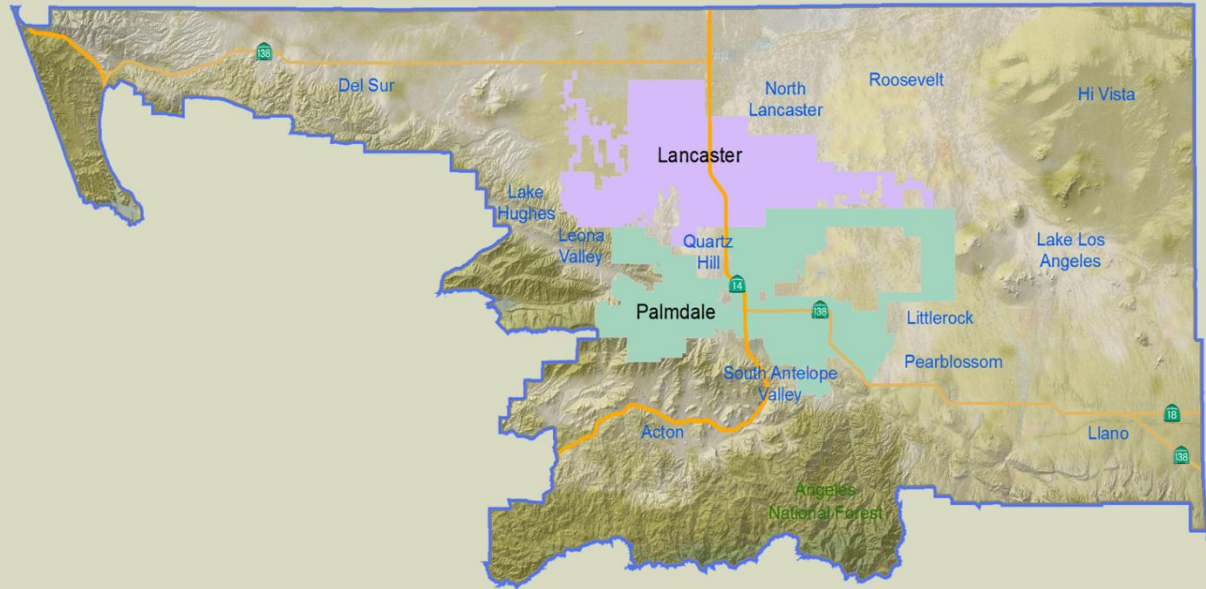 138
Del Sur
North
Lancaster
Roosevelt
Hi Vista
Lancaster
Lake
Hughes
Leona
Valley
Quartz
Hill
Lake Los
Angeles
14
Palmdale
138
Littlerock
Pearblossom
South Antelope
Valley
18
Acton
Llano
138
Angeles
National Forest